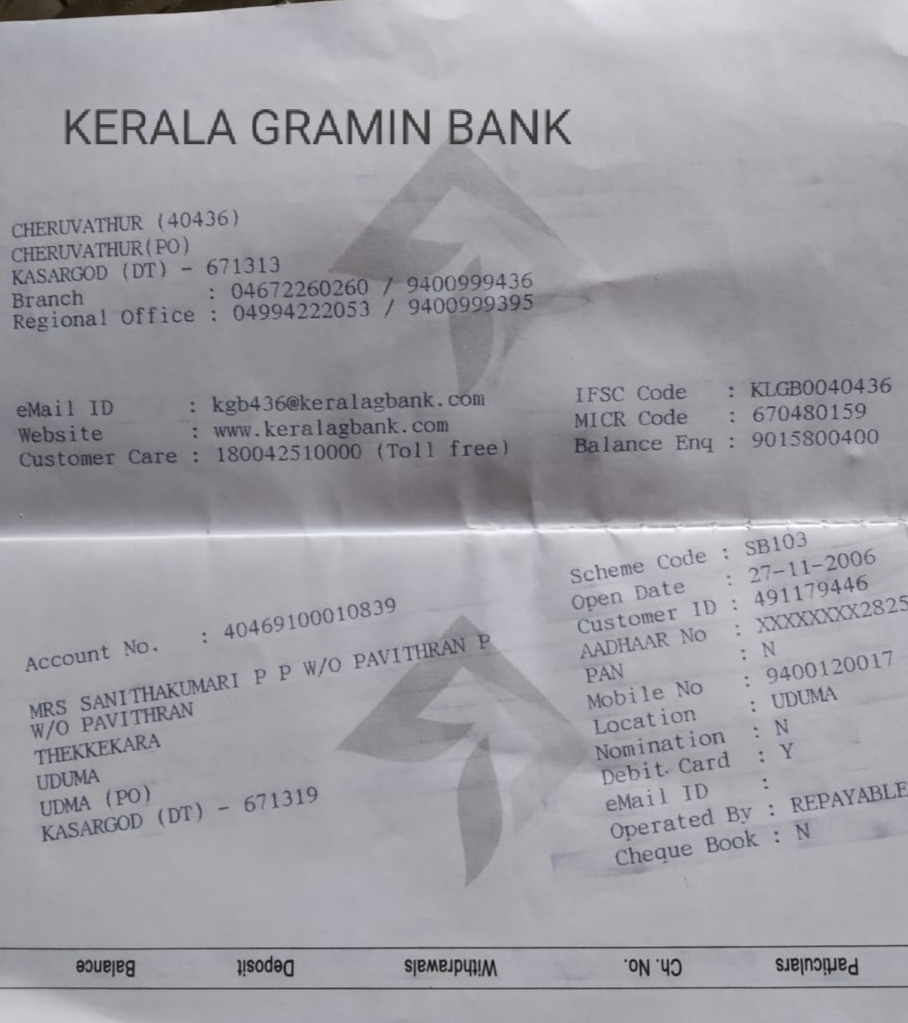 KERALA GRAMIN BANK
CHERUVATHUR (40436)
CHERUVATHUR(PO)
KASARGOD (DT) - 671313
Branch : 04672260260 / 9400999436
Regional Office : 04994222053 / 9400999395
eMail ID : kgb436@keralagbank.com
Website : www.keralagbank.com
Customer Care : 180042510000 (Toll free)
IFSC Code : KLGB0040436
MICR Code : 670480159
Balance Enq : 9015800400
Account No. : 40469100010839
MRS SANITHAKUMARI P P W/O PAVITHRAN P
W/O PAVITHRAN
THEKKEKARA
UDUMA
UDMA (PO)
KASARGOD (DT) - 671319
Scheme Code : SB103
Open Date : 27-11-2006
Customer ID : 491179446
AADHAAR No : XXXXXXXX2825
PAN : N
Mobile No : 9400120017
Location : UDUMA
Nomination : N
Debit Card : Y
eMail ID :
Operated By : REPAYABLE
Cheque Book : N
Particulars Ch. No. Withdrawals Deposit Balance